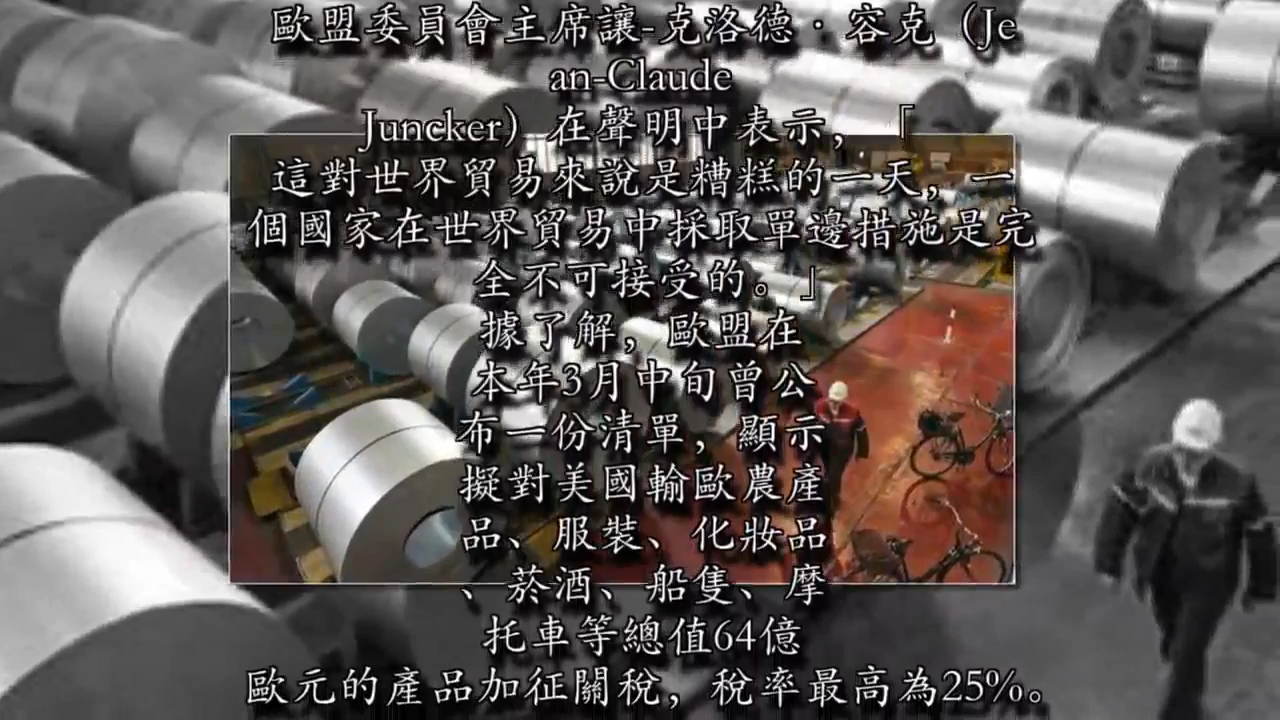 歐盟委員會主席讓-克洛德·容克（Je
an-Claude
Juncker）在聲明中表示，「
這對世界貿易來說是糟糕的一天，一
個國家在世界貿易中採取單邊措施是完
全不可接受的。」
據了解，歐盟在
本年3月中旬曾公
布一份清單，顯示
擬對美國輸歐農產
品、服裝、化妝品
、菸酒、船隻、摩
托車等總值64億
歐元的產品加征關稅，稅率最高為25%。